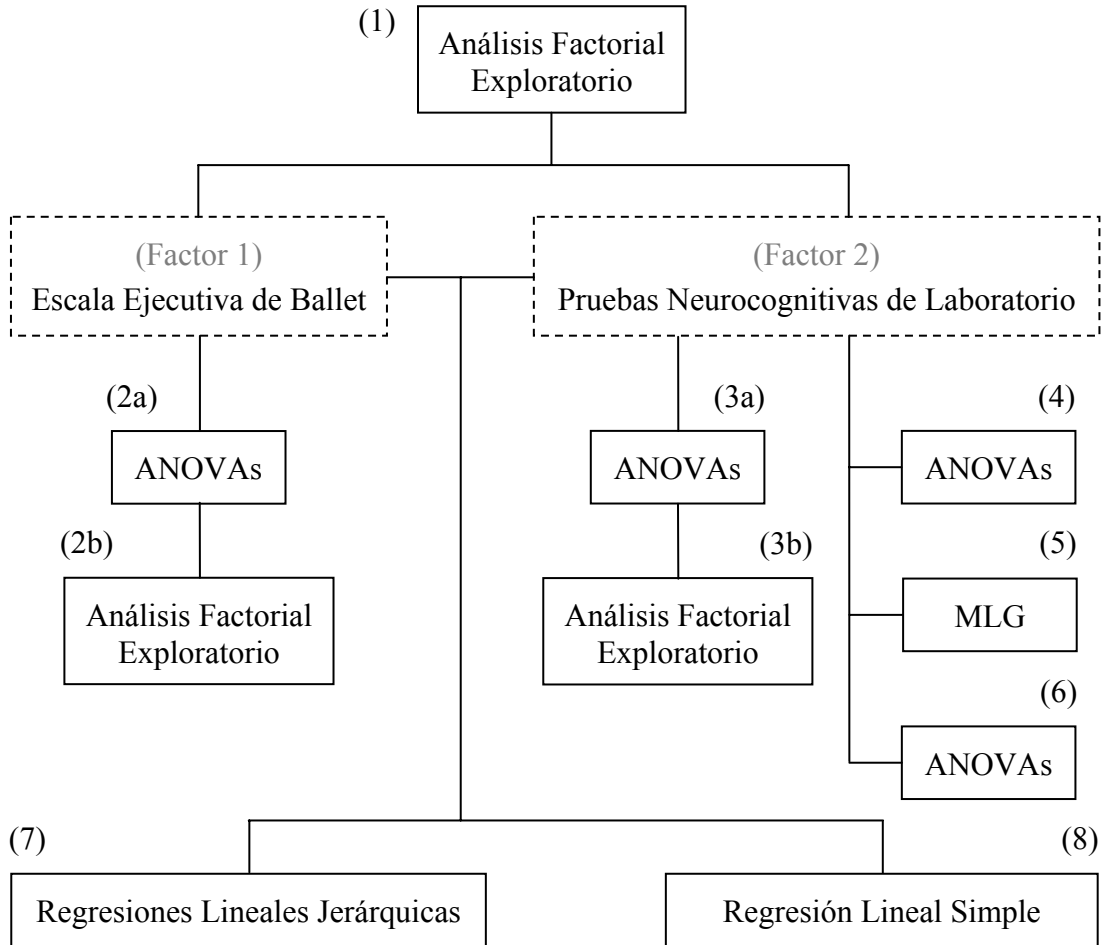 (1)
Análisis Factorial
Exploratorio
(Factor 1)
Escala Ejecutiva de Ballet
(Factor 2)
Pruebas Neurocognitivas de Laboratorio
(2a)
ANOVAs
(2b)
Análisis Factorial
Exploratorio
(3a)
ANOVAs
(3b)
Análisis Factorial
Exploratorio
(4)
ANOVAs
(5)
MLG
(6)
ANOVAs
(7)
Regresiones Lineales Jerárquicas
(8)
Regresión Lineal Simple